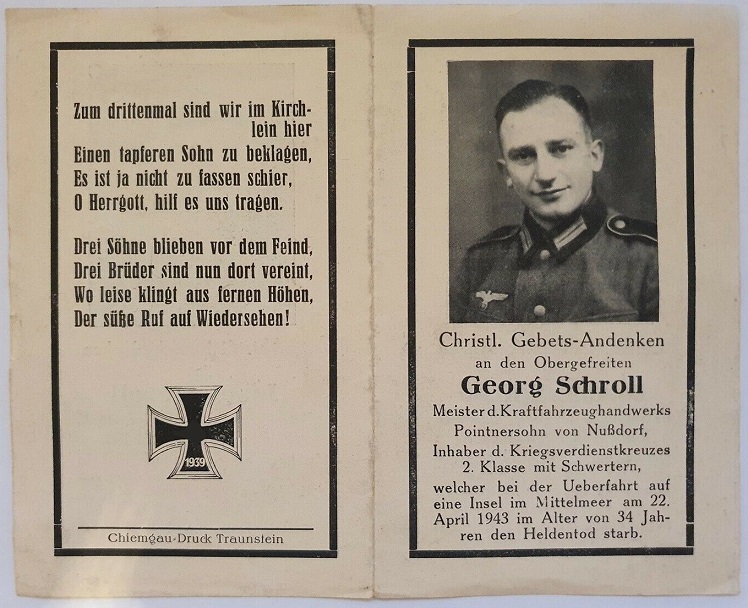 Zum drittenmal sind wir im Kirch-
lein hier
Einen tapferen Sohn zu beklagen,
Es ist ja nicht zu fassen schier,
O Herrgott, hilf es uns tragen.
Drei Söhne blieben vor dem Feind,
Drei Brüder sind nun dort vereint,
Wo leise klingt aus fernen Höhen,
Der süße Ruf auf Wiedersehen!
1939
Chiemgau-Druck Traunstein
Christl. Gebets-Andenken
an den Obergefreiten
Georg Schroll
Meister d. Kraftfahrzeughandwerks
Pointnersohn von Nußdorf,
Inhaber d. Kriegsverdienstkreuzes
2. Klasse mit Schwertern,
welcher bei der Ueberfahrt auf
eine Insel im Mittelmeer am 22.
April 1943 im Alter von 34 Jah-
ren den Heldentod starb.